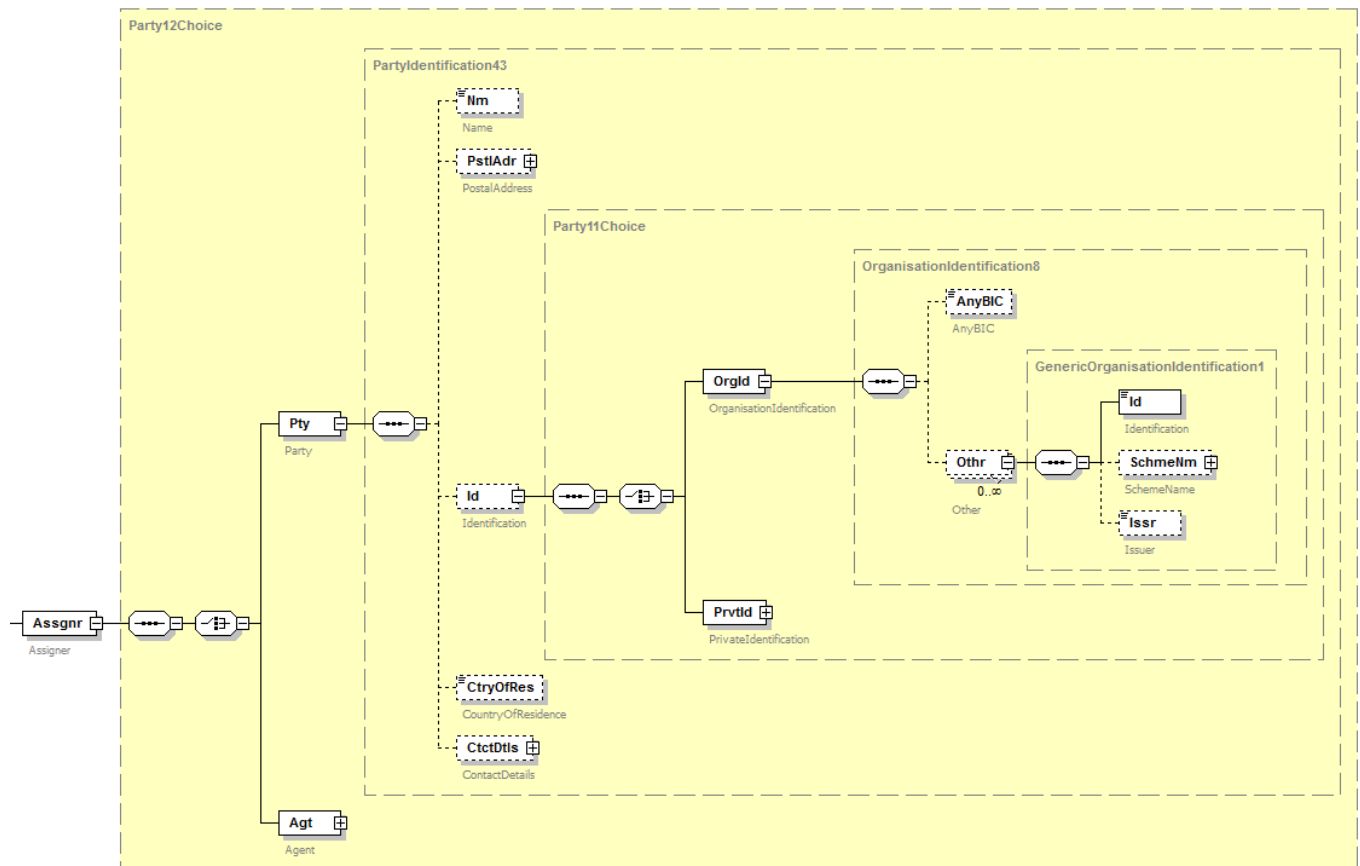 Party12Choice
PartyIdentification43
Nm
Name
PstlAdr
PostalAddress
Party11Choice
OrganisationIdentification8
AnyBIC
AnyBIC
GenericOrganisationIdentification1
OrgId
OrganisationIdentification
Id
Identification
Pty
Party
Othr
0..∞
Other
SchmeNm
SchemeName
Id
Identification
Issr
Issuer
Assgnr
Assigner
PrvtId
PrivateIdentification
CtryOfRes
CountryOfResidence
CtctDtls
ContactDetails
Agt
Agent